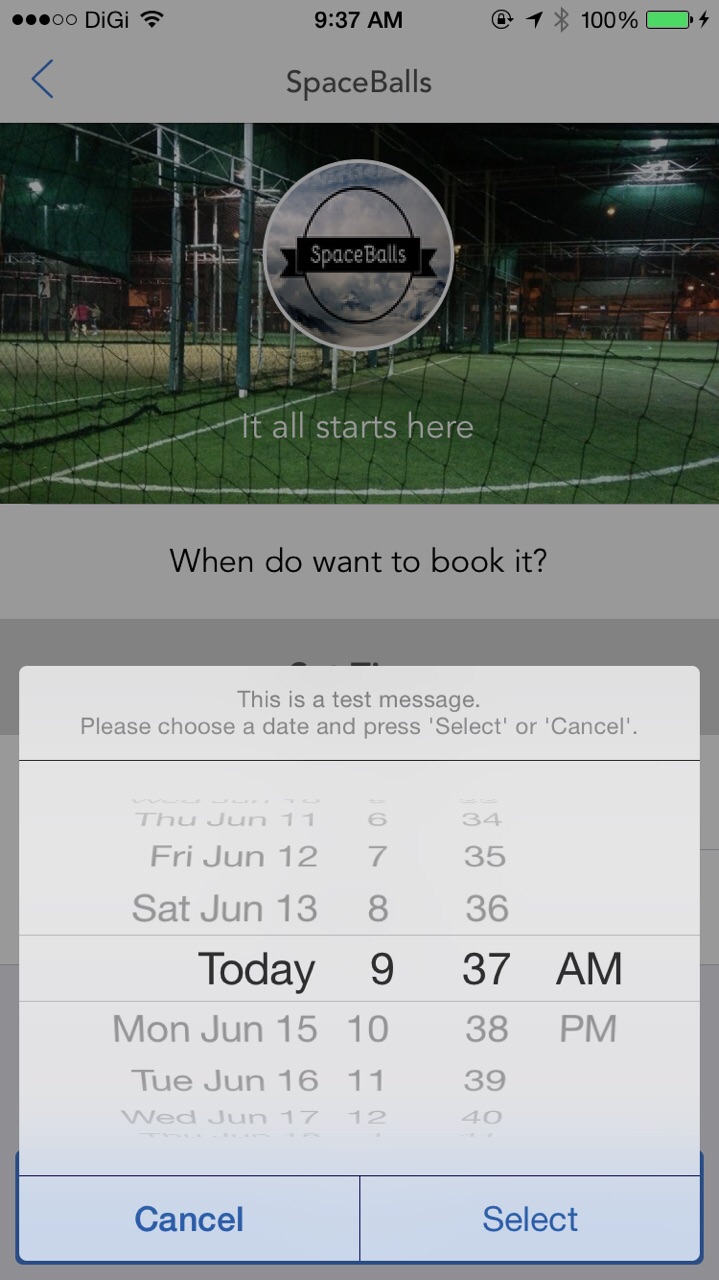 DiGi 9:37 AM 100%
SpaceBalls
SpaceBalls
It all starts here
When do want to book it?
This is a test message.
Please choose a date and press 'Select' or 'Cancel'.
Thu Jun 11 6 34
Fri Jun 12 7 35
Sat Jun 13 8 36
Today 9 37 AM
Mon Jun 15 10 38 PM
Tue Jun 16 11 39
Wed Jun 17 12 40
Cancel Select